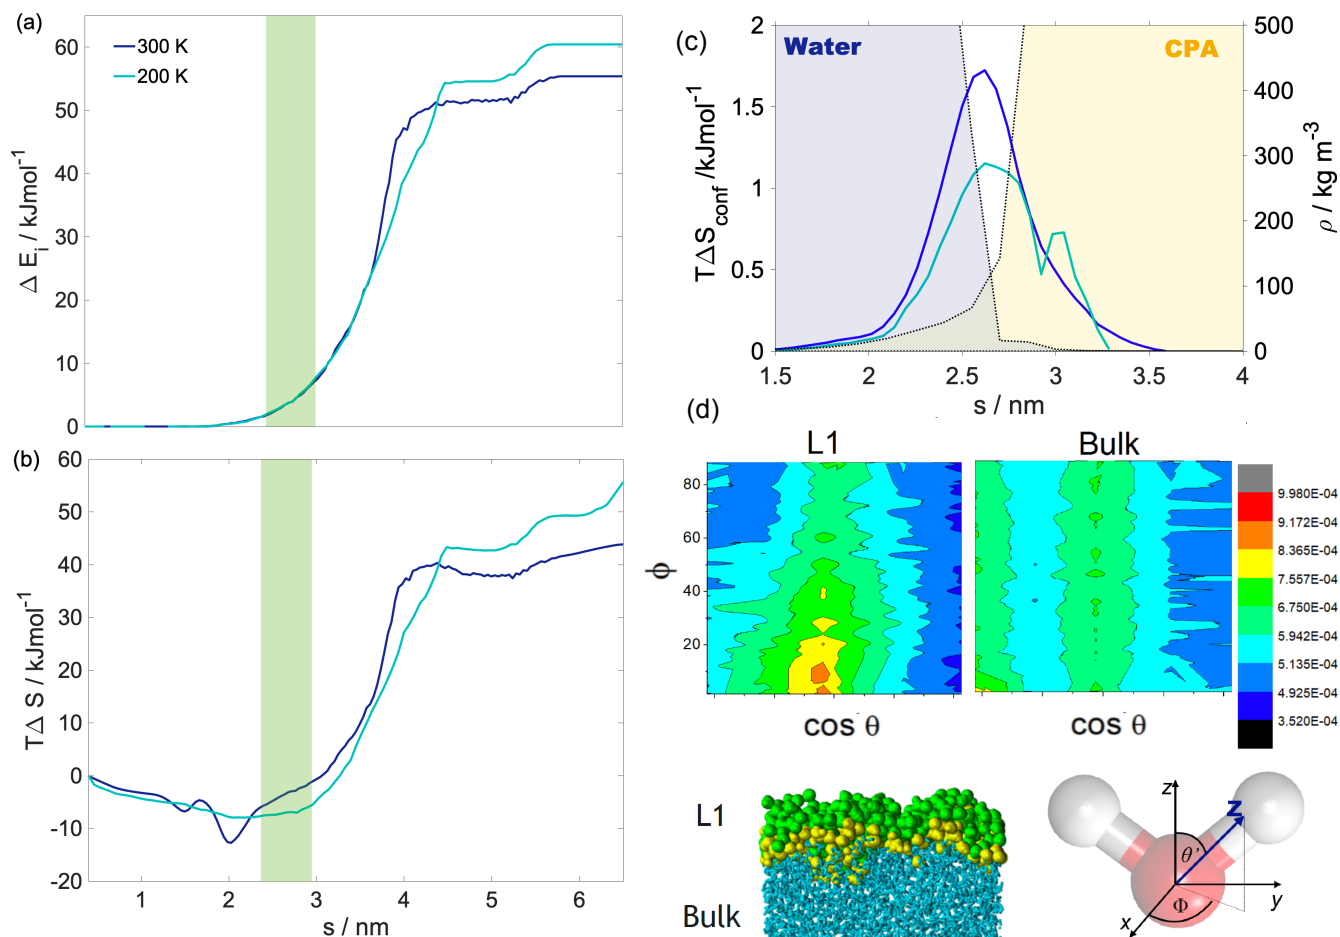 (a)
300 K
200 K
60
50
40
30
20
10
0
Δ Eᵢ / kJmol⁻¹
(b)
60
50
40
30
20
10
0
-10
-20
TΔ S / kJmol⁻¹
1
2
3
4
5
6
s / nm
(c)
Water
CPA
2
1.5
1
0.5
0
TΔS_conf /kJmol⁻¹
500
400
300
200
100
0
ρ / kg m⁻³
1.5
2
2.5
3
3.5
4
s / nm
(d)
L1
Bulk
80
60
40
20
ϕ
cos θ
cos θ
9.980E-04
9.172E-04
8.365E-04
7.557E-04
6.750E-04
5.942E-04
5.135E-04
4.925E-04
3.520E-04
L1
Bulk
z
Z
θ'
y
x
Φ